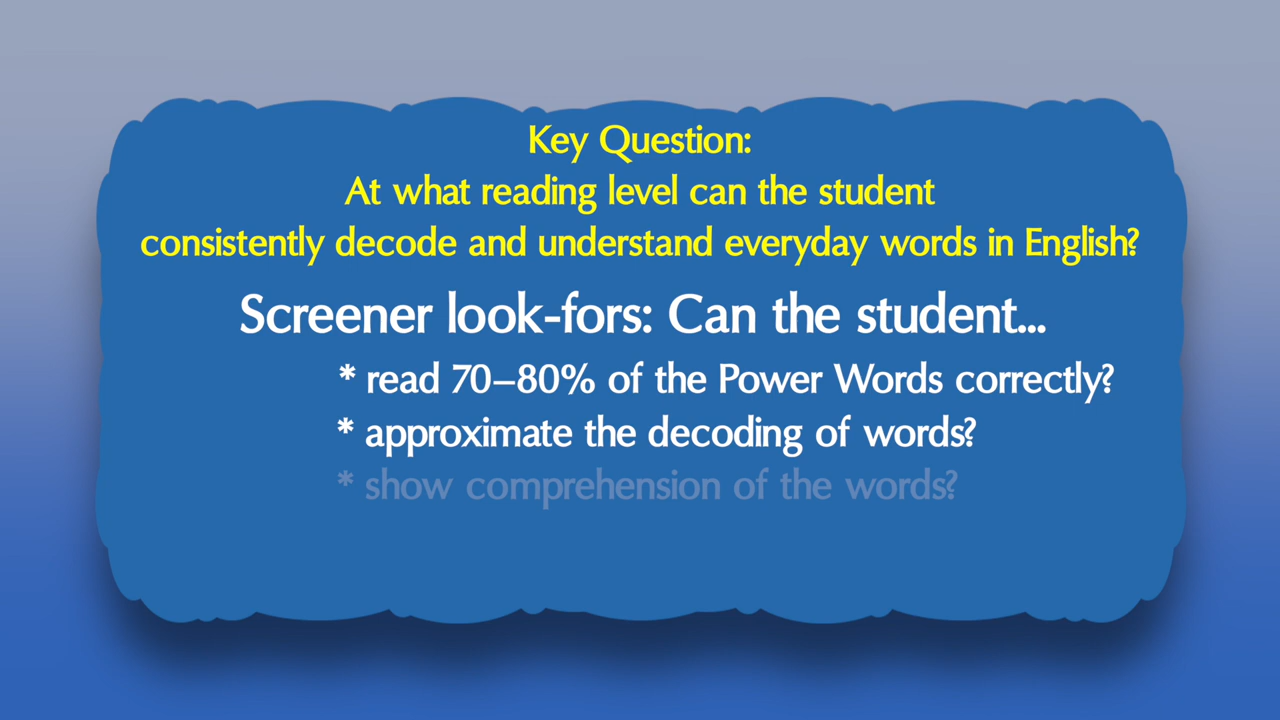 Key Question:
At what reading level can the student
consistently decode and understand everyday words in English?
Screener look-fors: Can the student...
* read 70–80% of the Power Words correctly?
* approximate the decoding of words?
* show comprehension of the words?